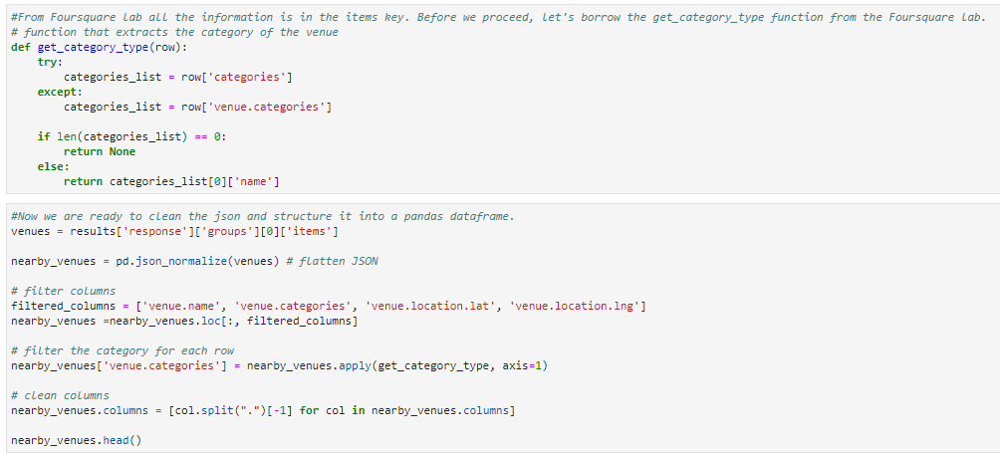 #From Foursquare lab all the information is in the items key. Before we proceed, let's borrow the get_category_type function from the Foursquare lab.
# function that extracts the category of the venue
def get_category_type(row):
    try:
        categories_list = row['categories']
    except:
        categories_list = row['venue.categories']

    if len(categories_list) == 0:
        return None
    else:
        return categories_list[0]['name']

#Now we are ready to clean the json and structure it into a pandas dataframe.
venues = results['response']['groups'][0]['items']

nearby_venues = pd.json_normalize(venues) # flatten JSON

# filter columns
filtered_columns = ['venue.name', 'venue.categories', 'venue.location.lat', 'venue.location.lng']
nearby_venues =nearby_venues.loc[:, filtered_columns]

# filter the category for each row
nearby_venues['venue.categories'] = nearby_venues.apply(get_category_type, axis=1)

# clean columns
nearby_venues.columns = [col.split(".")[-1] for col in nearby_venues.columns]

nearby_venues.head()